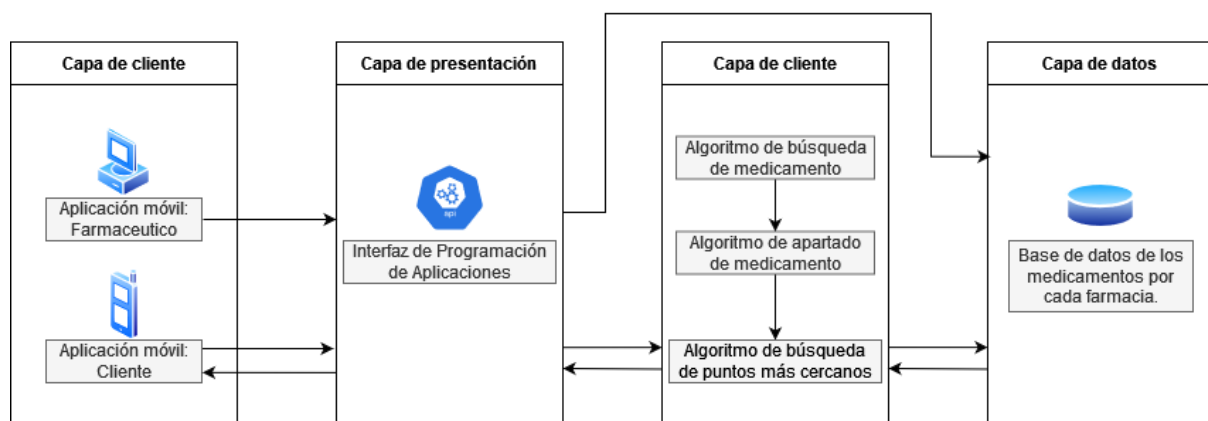 Capa de cliente
Aplicación móvil:
Farmaceutico
Aplicación móvil:
Cliente
Capa de presentación
api
Interfaz de Programación
de Aplicaciones
Capa de cliente
Algoritmo de búsqueda
de medicamento
Algoritmo de apartado
de medicamento
Algoritmo de búsqueda
de puntos más cercanos
Capa de datos
Base de datos de los
medicamentos por
cada farmacia.